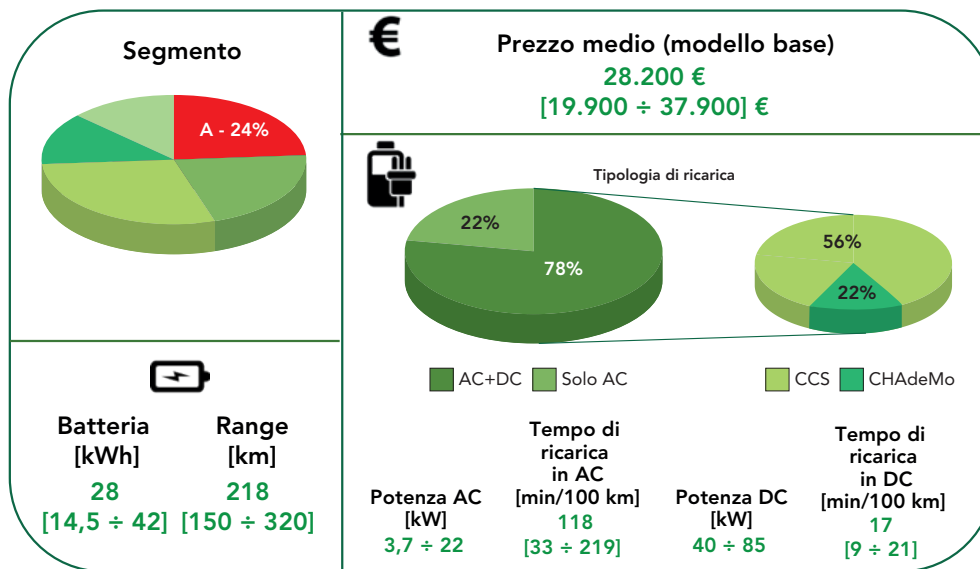 Segmento
A - 24%
€
Prezzo medio (modello base)
28.200 €
[19.900 ÷ 37.900] €
Tipologia di ricarica
22%
78%
56%
22%
AC+DC
Solo AC
CCS
CHAdeMo
Batteria
[kWh]
28
[14,5 ÷ 42]
Range
[km]
218
[150 ÷ 320]
Potenza AC
[kW]
3,7 ÷ 22
Tempo di
ricarica
in AC
[min/100 km]
118
[33 ÷ 219]
Potenza DC
[kW]
40 ÷ 85
Tempo di
ricarica
in DC
[min/100 km]
17
[9 ÷ 21]